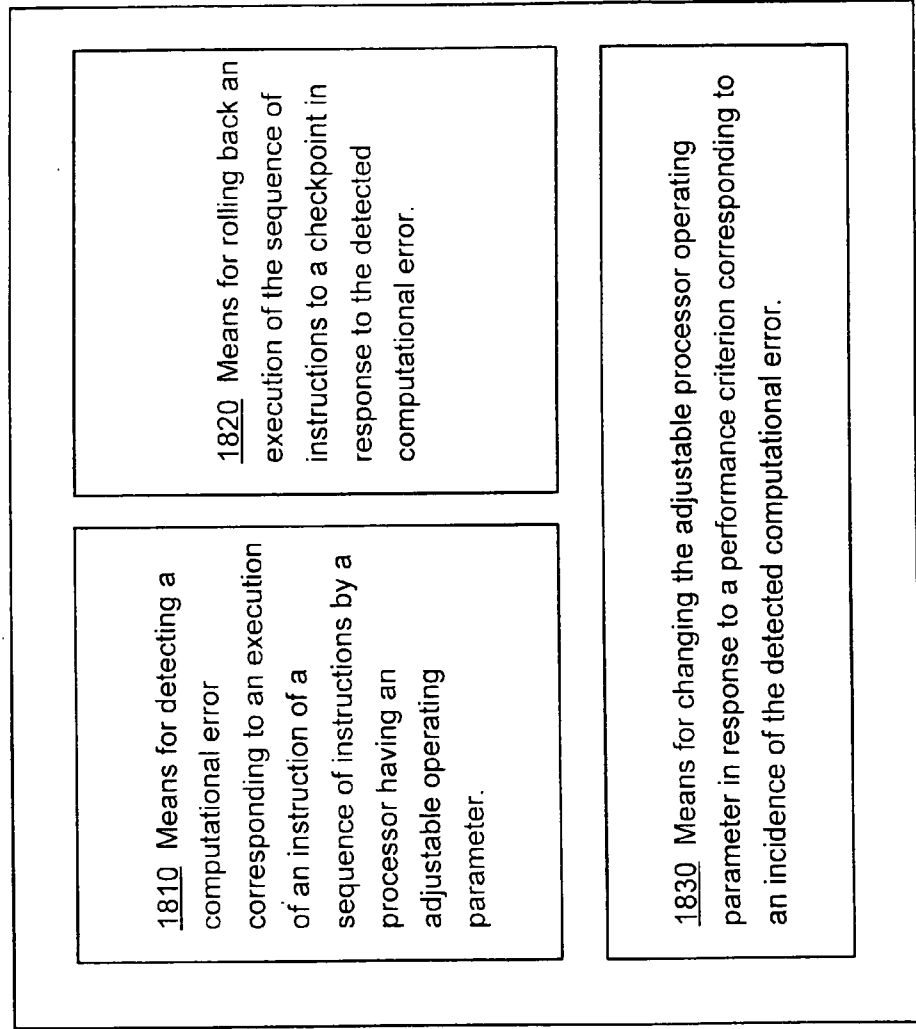 1810 Means for detecting a
computational error
corresponding to an execution
of an instruction of a
sequence of instructions by a
processor having an
adjustable operating
parameter.
1820 Means for rolling back an
execution of the sequence of
instructions to a checkpoint in
response to the detected
computational error.
1830 Means for changing the adjustable processor operating
parameter in response to a performance criterion corresponding to
an incidence of the detected computational error.